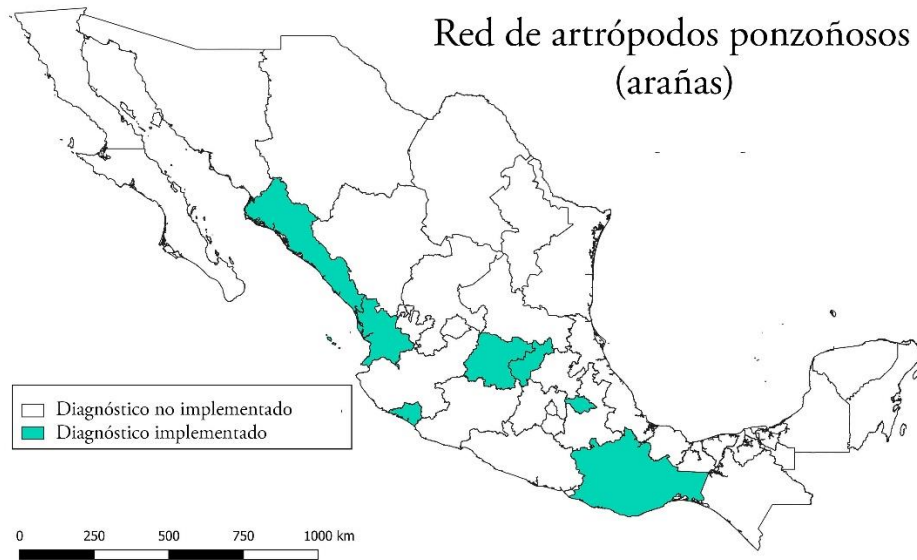 Red de artrópodos ponzoñosos
(arañas)
Diagnóstico no implementado
Diagnóstico implementado
0 250 500 750 1000 km